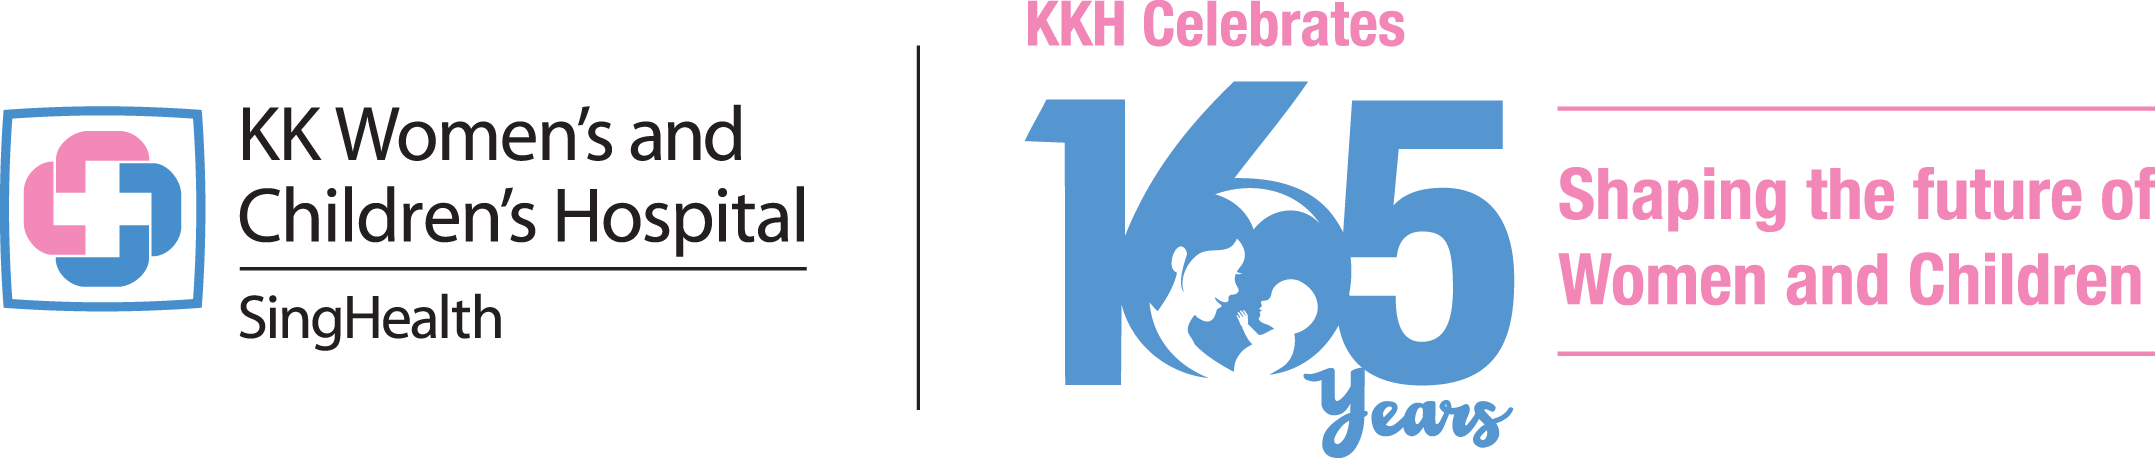 KK Women’s and
Children’s Hospital
SingHealth
KKH Celebrates
165
Years
Shaping the future of
Women and Children